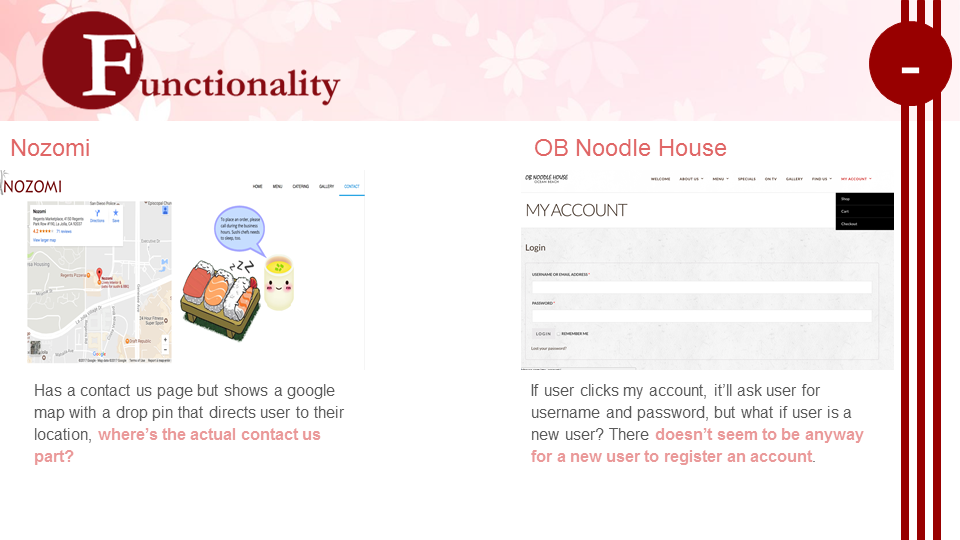 Functionality
-
Nozomi
OB Noodle House
NOZOMI
HOME MENU CATERING GALLERY CONTACT
Nozomi
Regents Marketplace, 4150 Regents
Park Row #190, La Jolla, CA 92037
4.2 71 reviews
View larger map
Directions Save
To place an order, please
call during the business
hours. Sushi chefs needs
to sleep, too.
zzz
Regents Pizzeria
Nozomi
24 Hour Fitness
Super Sport
Draft Republic
Google
OB NOODLE HOUSE
OCEAN BEACH
WELCOME ABOUT US MENU SPECIALS ON TV GALLERY FIND US MY ACCOUNT
Shop
Cart
Checkout
MY ACCOUNT
Login
USERNAME OR EMAIL ADDRESS *
PASSWORD *
LOGIN REMEMBER ME
Lost your password?
Has a contact us page but shows a google
map with a drop pin that directs user to their
location, where’s the actual contact us
part?
If user clicks my account, it’ll ask user for
username and password, but what if user is a
new user? There doesn’t seem to be anyway
for a new user to register an account.